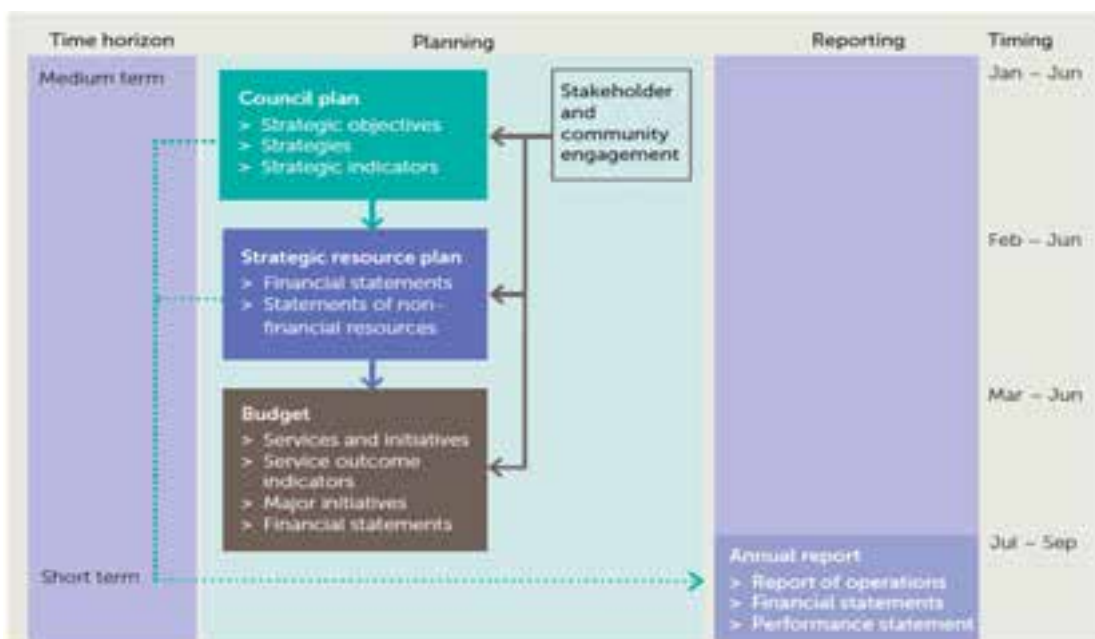 Time horizon
Planning
Reporting
Timing
Medium term
Jan – Jun
Council plan
> Strategic objectives
> Strategies
> Strategic indicators
Stakeholder
and
community
engagement
Feb – Jun
Strategic resource plan
> Financial statements
> Statements of non-
financial resources
Mar – Jun
Budget
> Services and initiatives
> Service outcome
indicators
> Major initiatives
> Financial statements
Jul – Sep
Short term
Annual report
> Report of operations
> Financial statements
> Performance statement